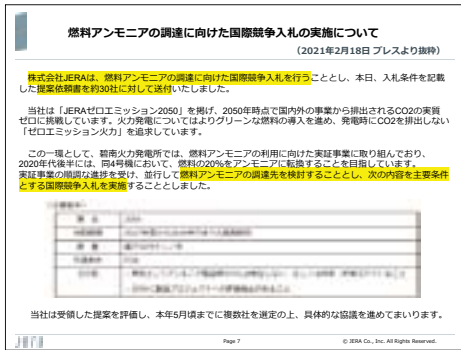 燃料アンモニアの調達に向けた国際競争入札の実施について
(2021年2月18日 プレスより抜粋)
株式会社JERAは、燃料アンモニアの調達に向けた国際競争入札を行うこととし、本日、入札条件を記載
した提案依頼書を約30社に対して送付いたしました。
当社は「JERAゼロエミッション2050」を掲げ、2050年時点で国内外の事業から排出されるCO2の実質
ゼロに挑戦しています。火力発電についてはよりグリーンな燃料の導入を進め、発電時にCO2を排出しない
「ゼロエミッション火力」を追求しています。
この一環として、碧南火力発電所では、燃料アンモニアの利用に向けた実証事業に取り組んでおり、
2020年代後半には、同4号機において、燃料の20%をアンモニアに転換することを目指しています。
実証事業の順調な進捗を受け、並行して燃料アンモニアの調達先を検討することとし、次の内容を主要条件
とする国際競争入札を実施することとしました。
当社は受領した提案を評価し、本年5月頃までに複数社を選定の上、具体的な協議を進めてまいります。
Page 7
© JERA Co., Inc. All Rights Reserved.